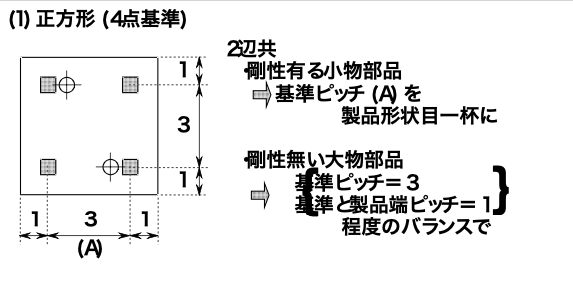 (1) 正方形 (4点基準)
2辺共
・剛性有る小物部品
基準ピッチ (A) を
製品形状目一杯に
・剛性無い大物部品
基準ピッチ＝3
基準と製品端ピッチ＝1
程度のバランスで
1
3
1
1 3 1
(A)